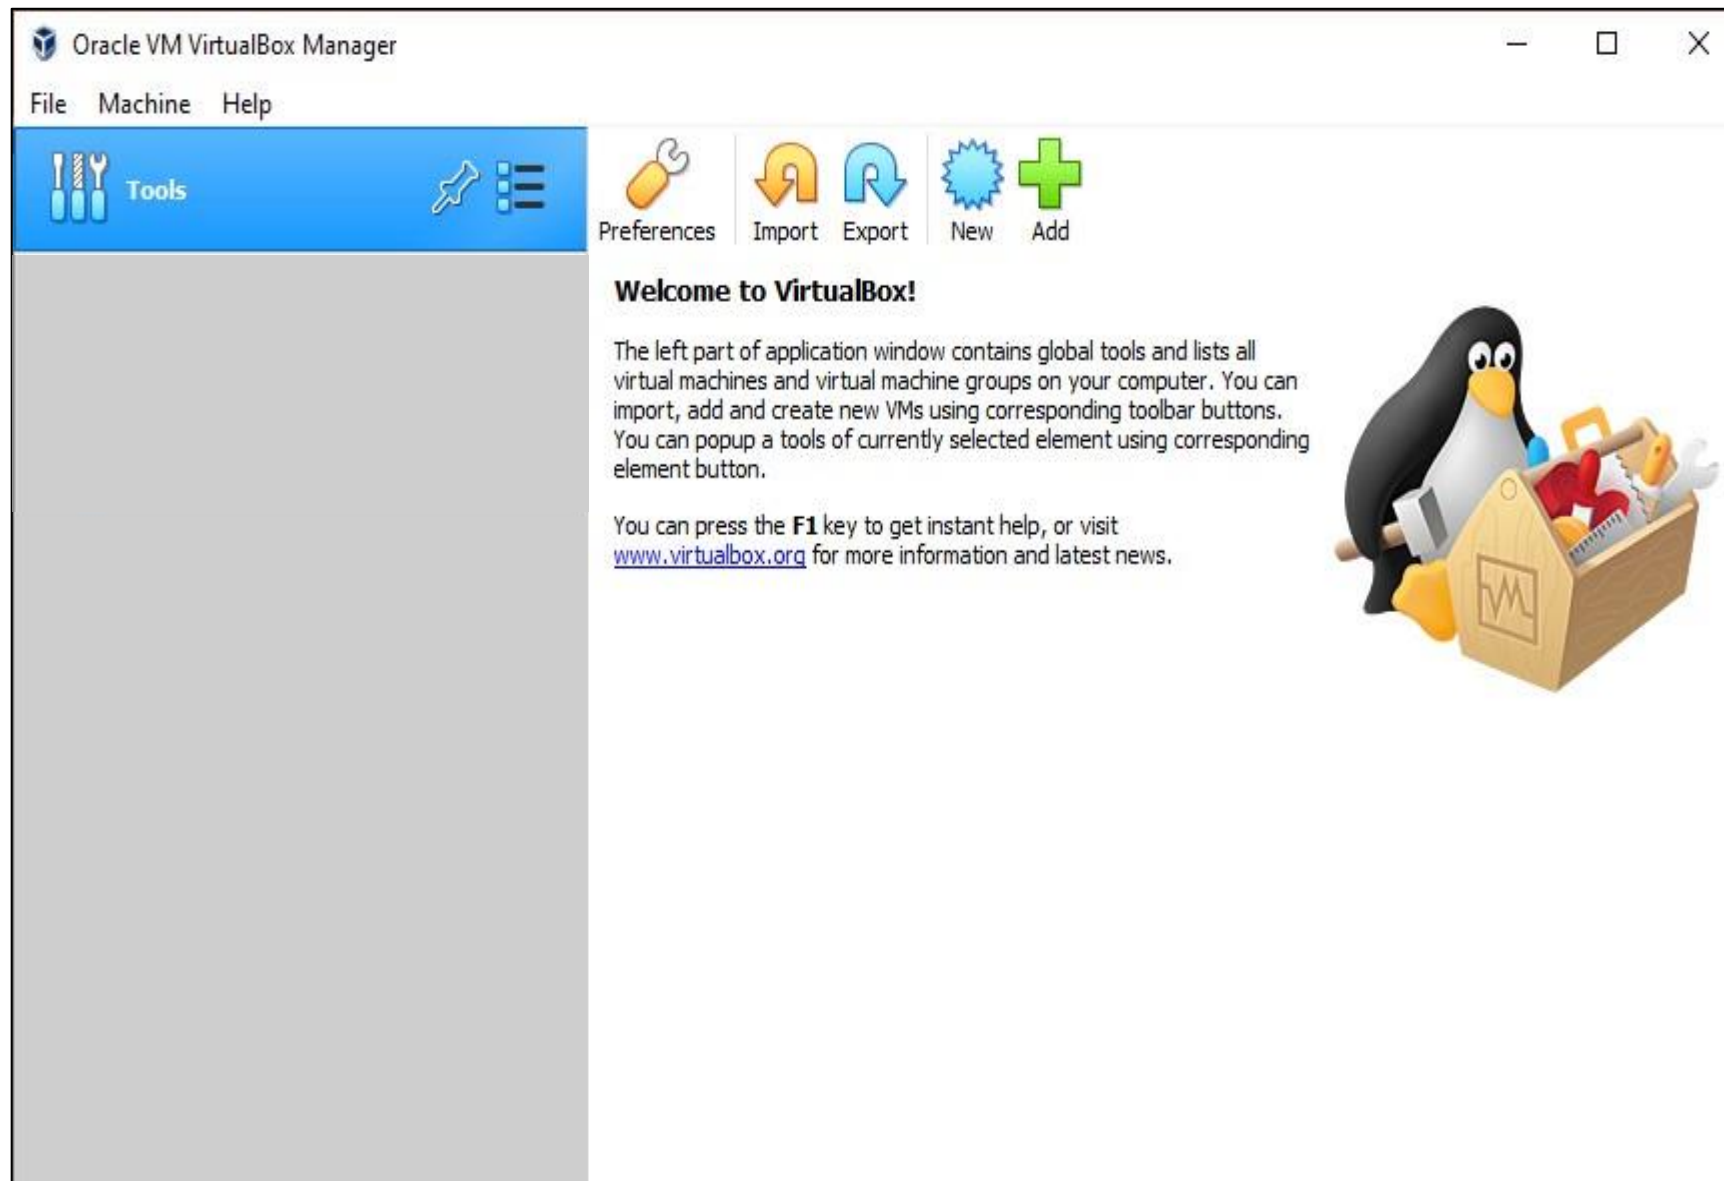 Oracle VM VirtualBox Manager
File Machine Help
Tools
Preferences Import Export New Add
Welcome to VirtualBox!
The left part of application window contains global tools and lists all
virtual machines and virtual machine groups on your computer. You can
import, add and create new VMs using corresponding toolbar buttons.
You can popup a tools of currently selected element using corresponding
element button.
You can press the F1 key to get instant help, or visit
www.virtualbox.org for more information and latest news.